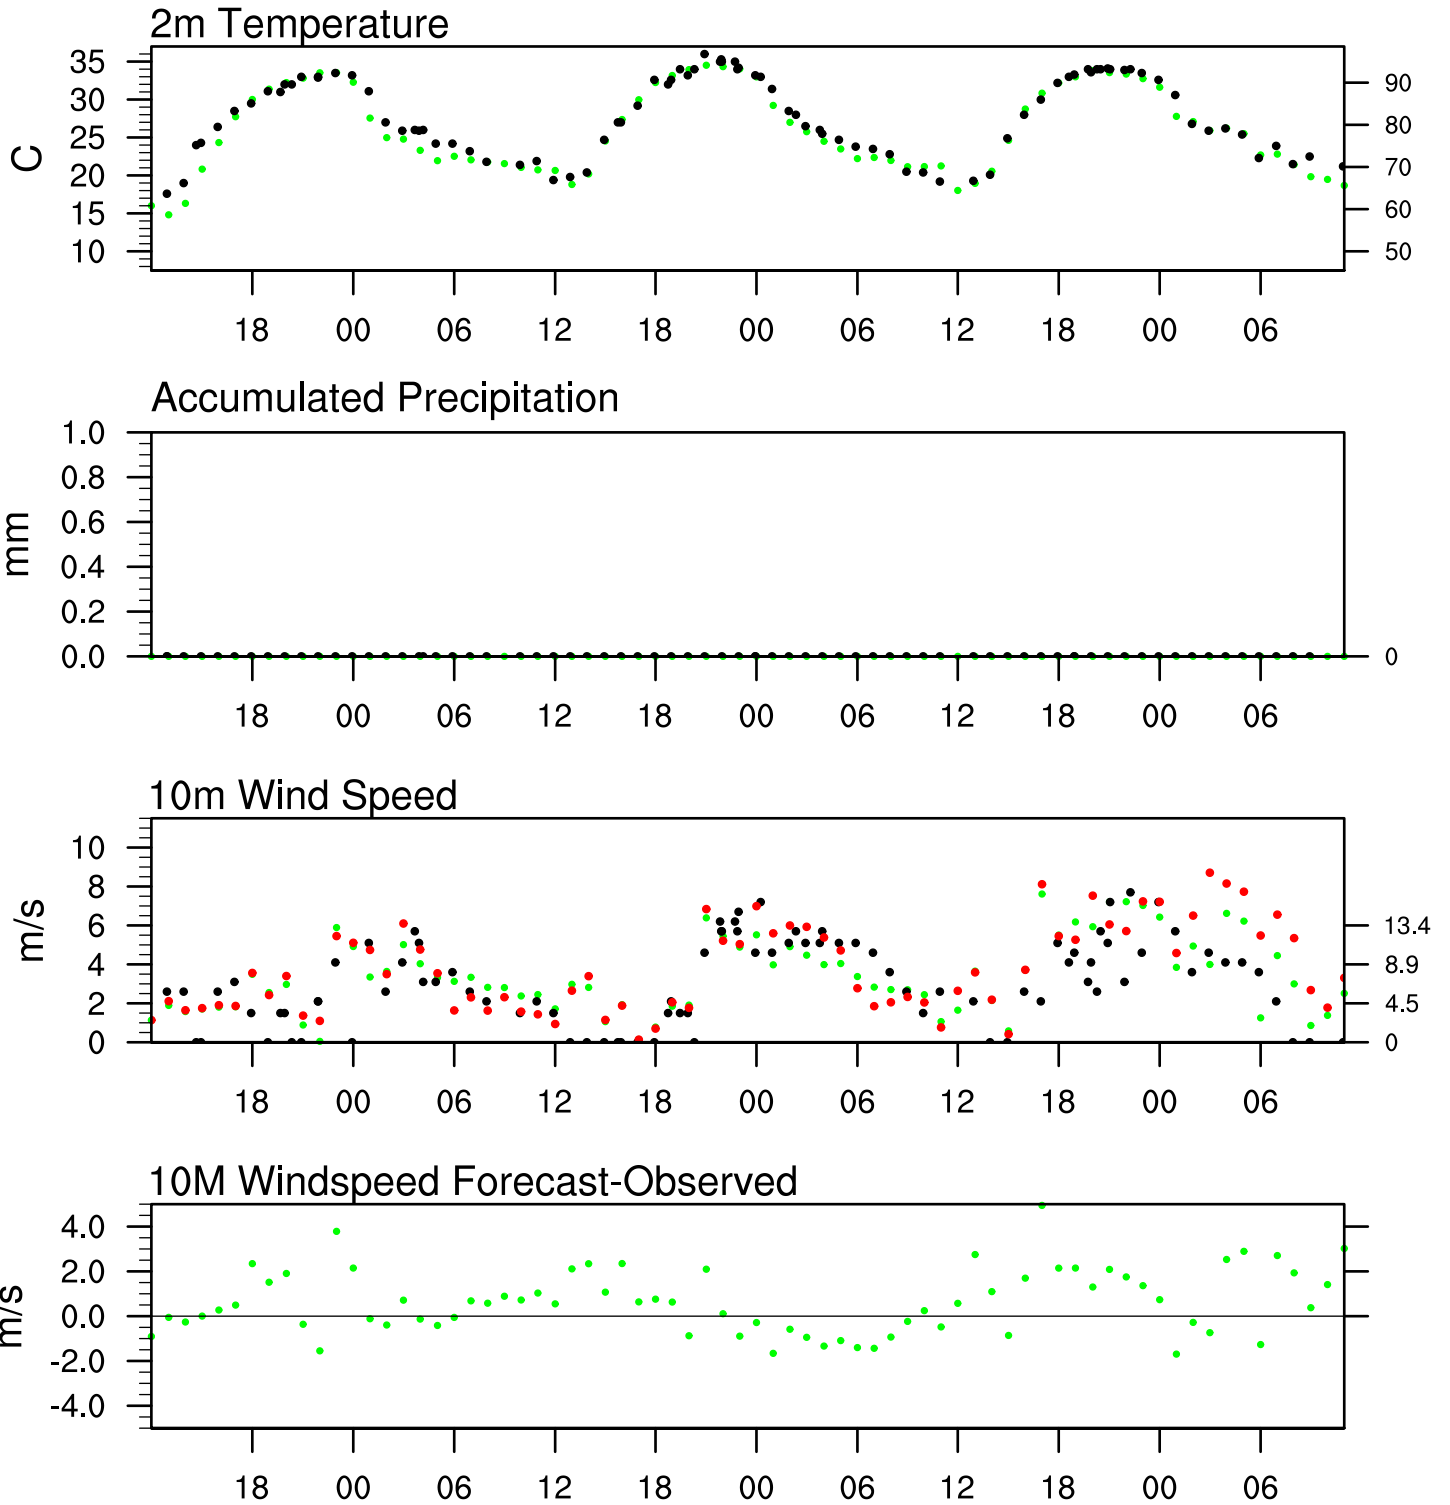 2m Temperature
35
30
25
20
15
10
C
90
80
70
60
50
18 00 06 12 18 00 06 12 18 00 06
Accumulated Precipitation
1.0
0.8
0.6
0.4
0.2
0.0
mm
0
18 00 06 12 18 00 06 12 18 00 06
10m Wind Speed
10
8
6
4
2
0
m/s
13.4
8.9
4.5
0
18 00 06 12 18 00 06 12 18 00 06
10M Windspeed Forecast-Observed
4.0
2.0
0.0
-2.0
-4.0
m/s
18 00 06 12 18 00 06 12 18 00 06